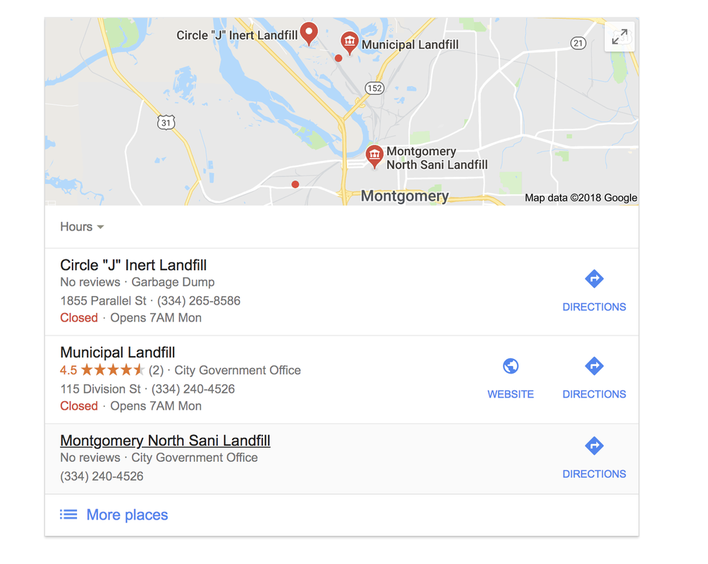 Circle "J" Inert Landfill
Municipal Landfill
21
152
31
Montgomery
North Sani Landfill
Montgomery
Map data ©2018 Google
Hours
Circle "J" Inert Landfill
No reviews · Garbage Dump
1855 Parallel St · (334) 265-8586
Closed · Opens 7AM Mon
DIRECTIONS
Municipal Landfill
4.5 (2) · City Government Office
115 Division St · (334) 240-4526
Closed · Opens 7AM Mon
WEBSITE
DIRECTIONS
Montgomery North Sani Landfill
No reviews · City Government Office
(334) 240-4526
DIRECTIONS
More places